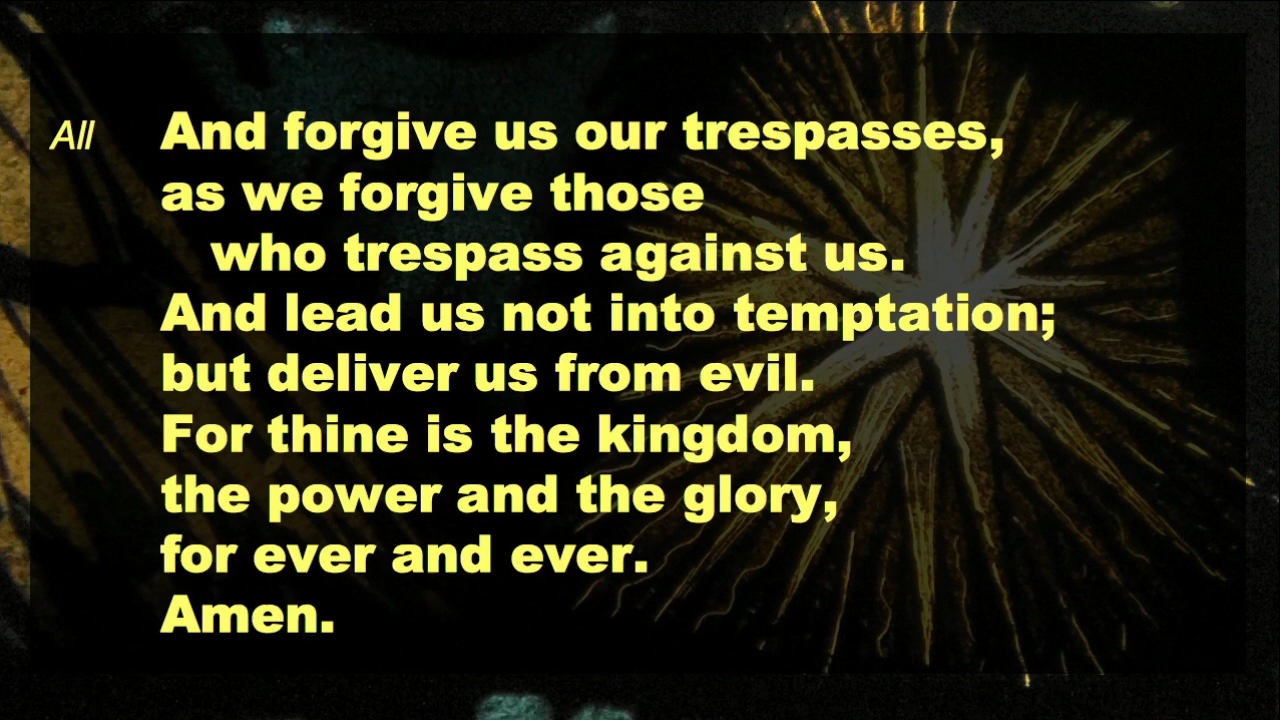 All And forgive us our trespasses,
as we forgive those
who trespass against us.
And lead us not into temptation;
but deliver us from evil.
For thine is the kingdom,
the power and the glory,
for ever and ever.
Amen.